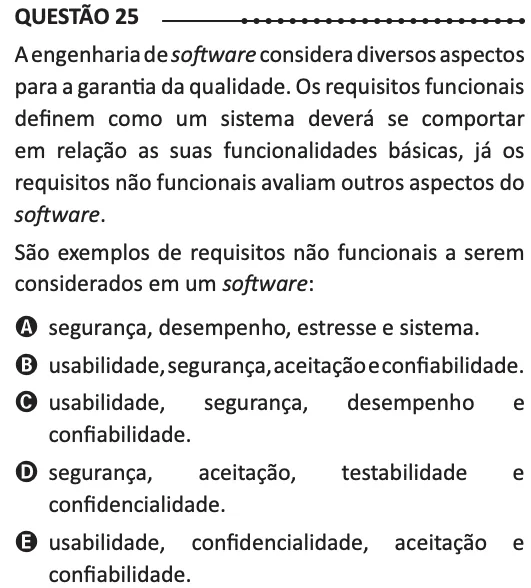 QUESTÃO 25
A engenharia de software considera diversos aspectos
para a garantia da qualidade. Os requisitos funcionais
definem como um sistema deverá se comportar
em relação as suas funcionalidades básicas, já os
requisitos não funcionais avaliam outros aspectos do
software.
São exemplos de requisitos não funcionais a serem
considerados em um software:
A segurança, desempenho, estresse e sistema.
B usabilidade, segurança, aceitação e confiabilidade.
C usabilidade, segurança, desempenho e
confiabilidade.
D segurança, aceitação, testabilidade e
confidencialidade.
E usabilidade, confidencialidade, aceitação e
confiabilidade.